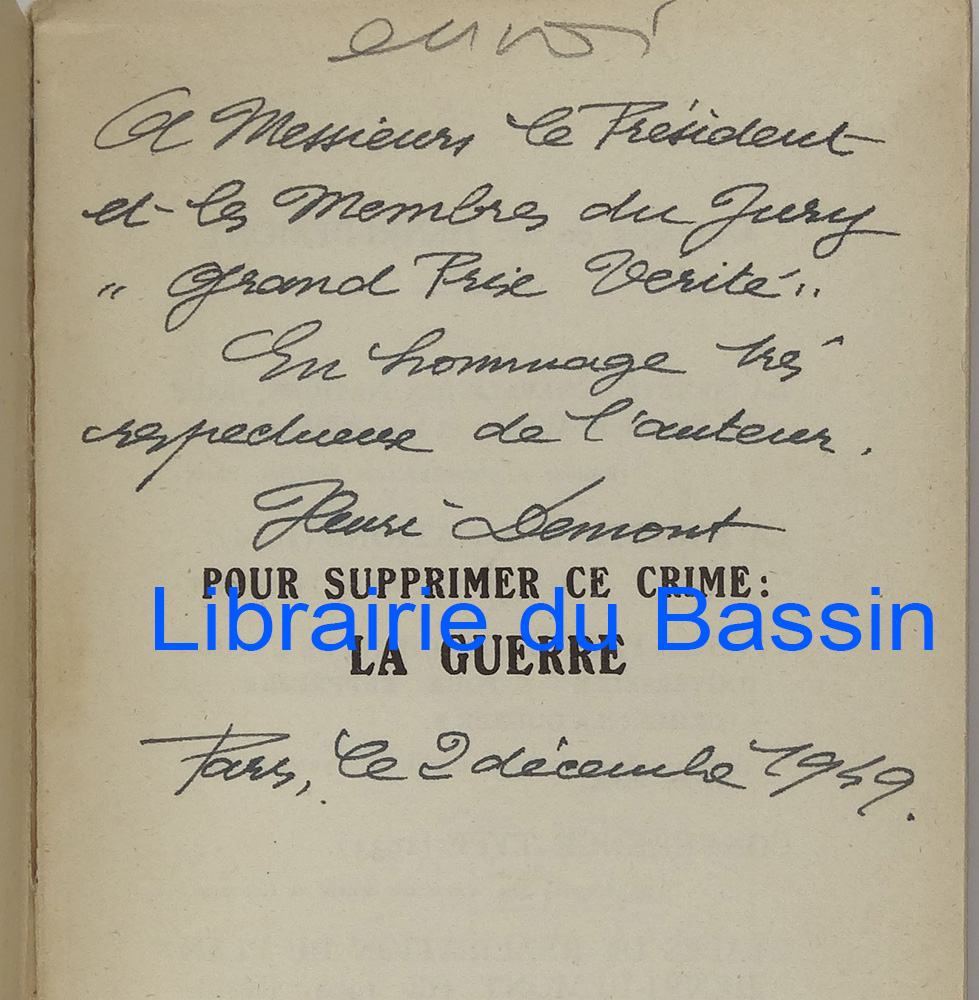 envoi
A Messieurs le Président
et les Membres du Jury
" Grand Prix Vérité "
En hommage très
respectueux de l'auteur.
Henri Demont
POUR SUPPRIMER CE CRIME:
Librairie du Bassin
LA GUERRE
Paris, le 2 décembre 1949.